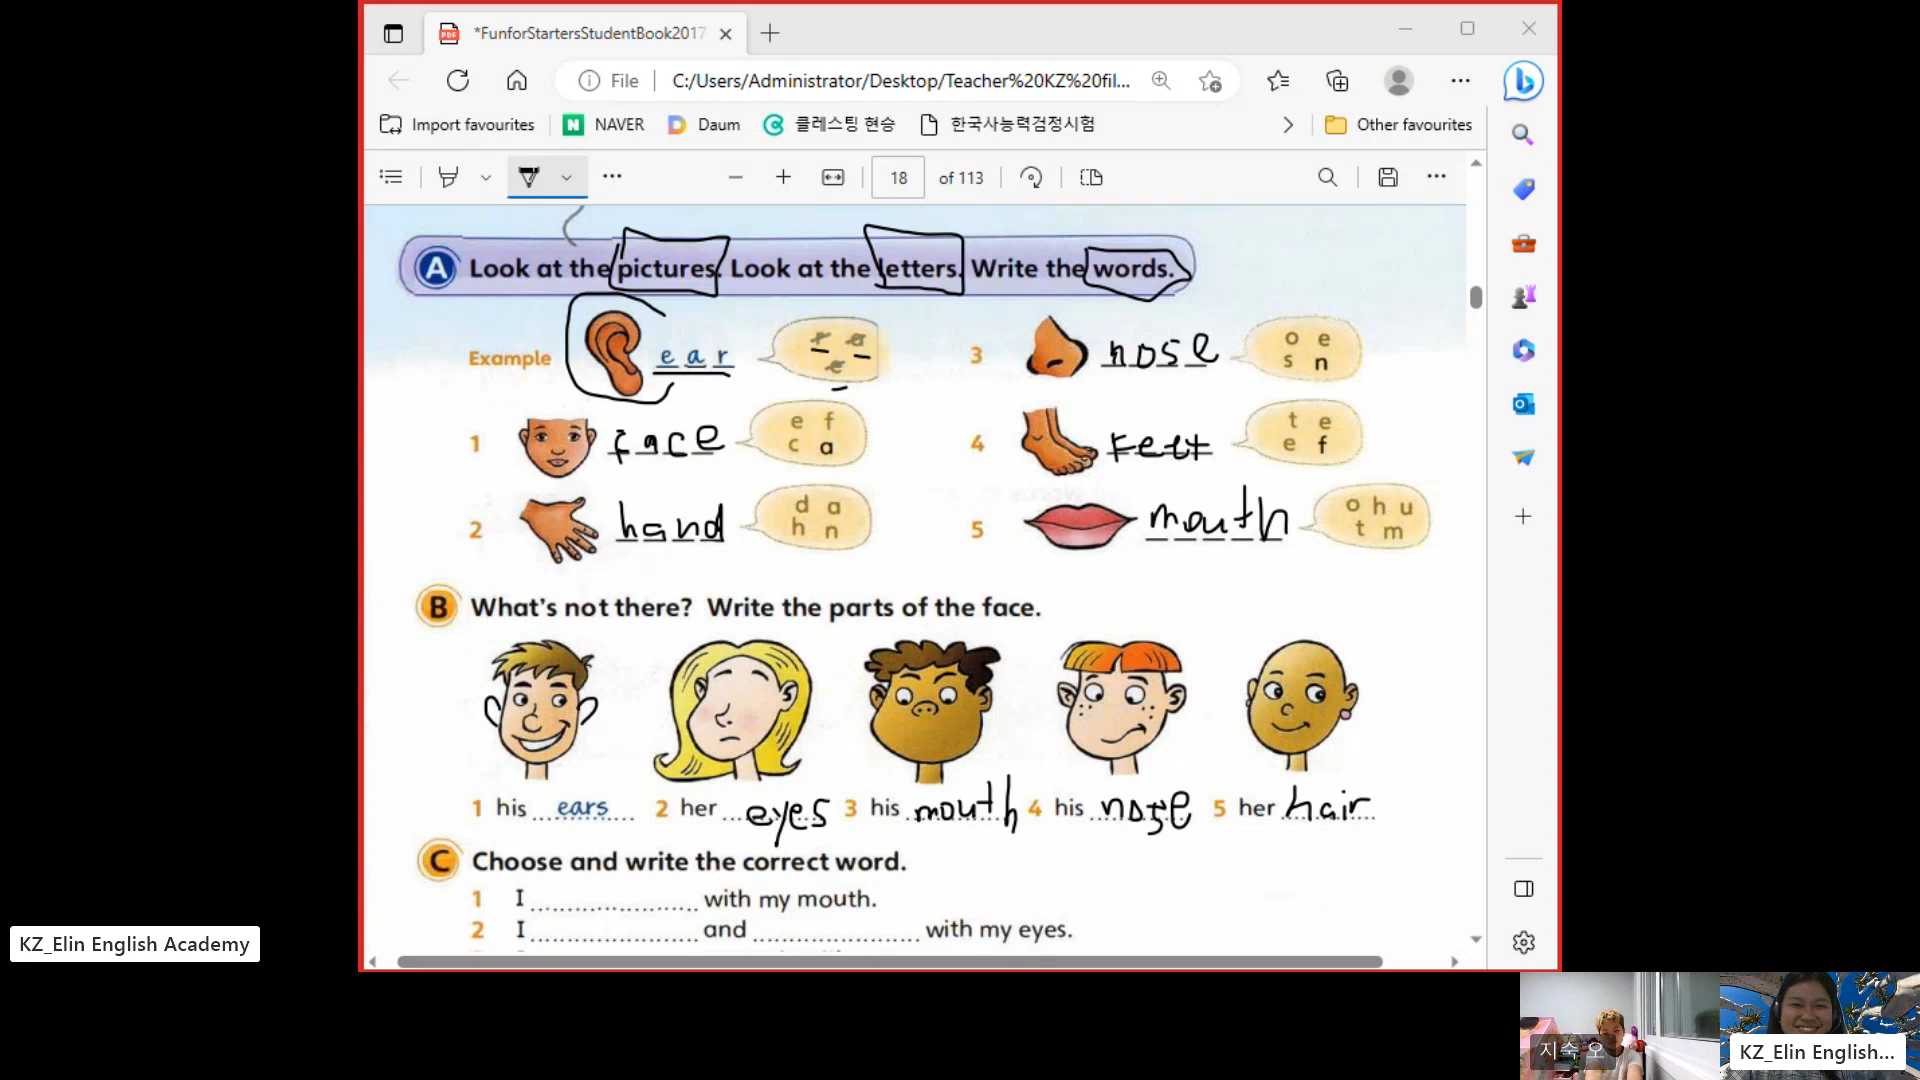 *FunforStartersStudentBook2017
File C:/Users/Administrator/Desktop/Teacher%20KZ%20fil...
Import favourites NAVER Daum 클레스팅 현승 한국사능력검정시험 Other favourites
18 of 113
A Look at the pictures. Look at the letters. Write the words.
Example ear r a e
3 nose o e s n
1 face e f c a
4 feet t e e f
2 hand d a h n
5 mouth o h u t m
B What's not there? Write the parts of the face.
1 his ears 2 her eyes 3 his mouth 4 his nose 5 her hair
C Choose and write the correct word.
1 I .................... with my mouth.
2 I .................... and .................... with my eyes.
KZ_Elin English Academy
지숙 오
KZ_Elin English...